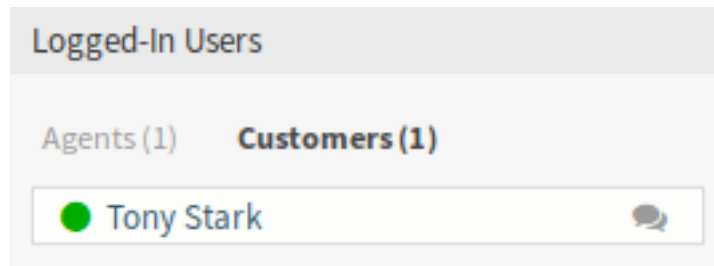 Logged-In Users
Agents (1) Customers (1)
Tony Stark